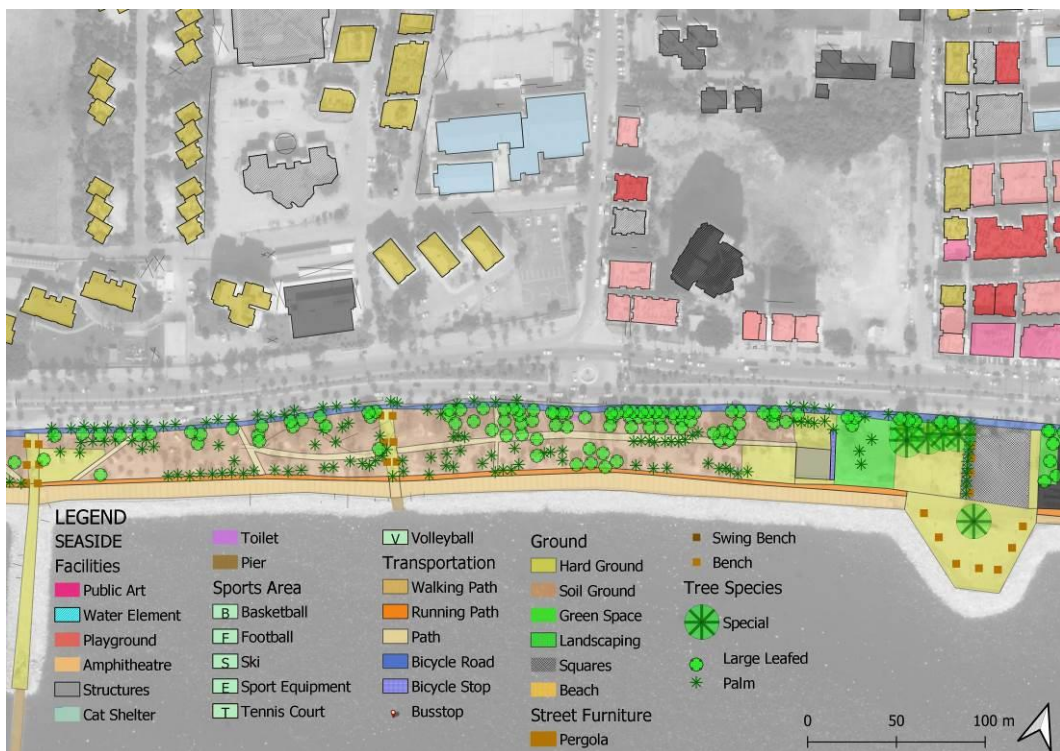 LEGEND
SEASIDE
Facilities
Public Art
Water Element
Playground
Amphitheatre
Structures
Cat Shelter
Toilet
Pier
Sports Area
B Basketball
F Football
S Ski
E Sport Equipment
T Tennis Court
V Volleyball
Transportation
Walking Path
Running Path
Path
Bicycle Road
Bicycle Stop
Busstop
Ground
Hard Ground
Soil Ground
Green Space
Landscaping
Squares
Beach
Street Furniture
Pergola
Swing Bench
Bench
Tree Species
Special
Large Leafed
Palm
0 50 100 m